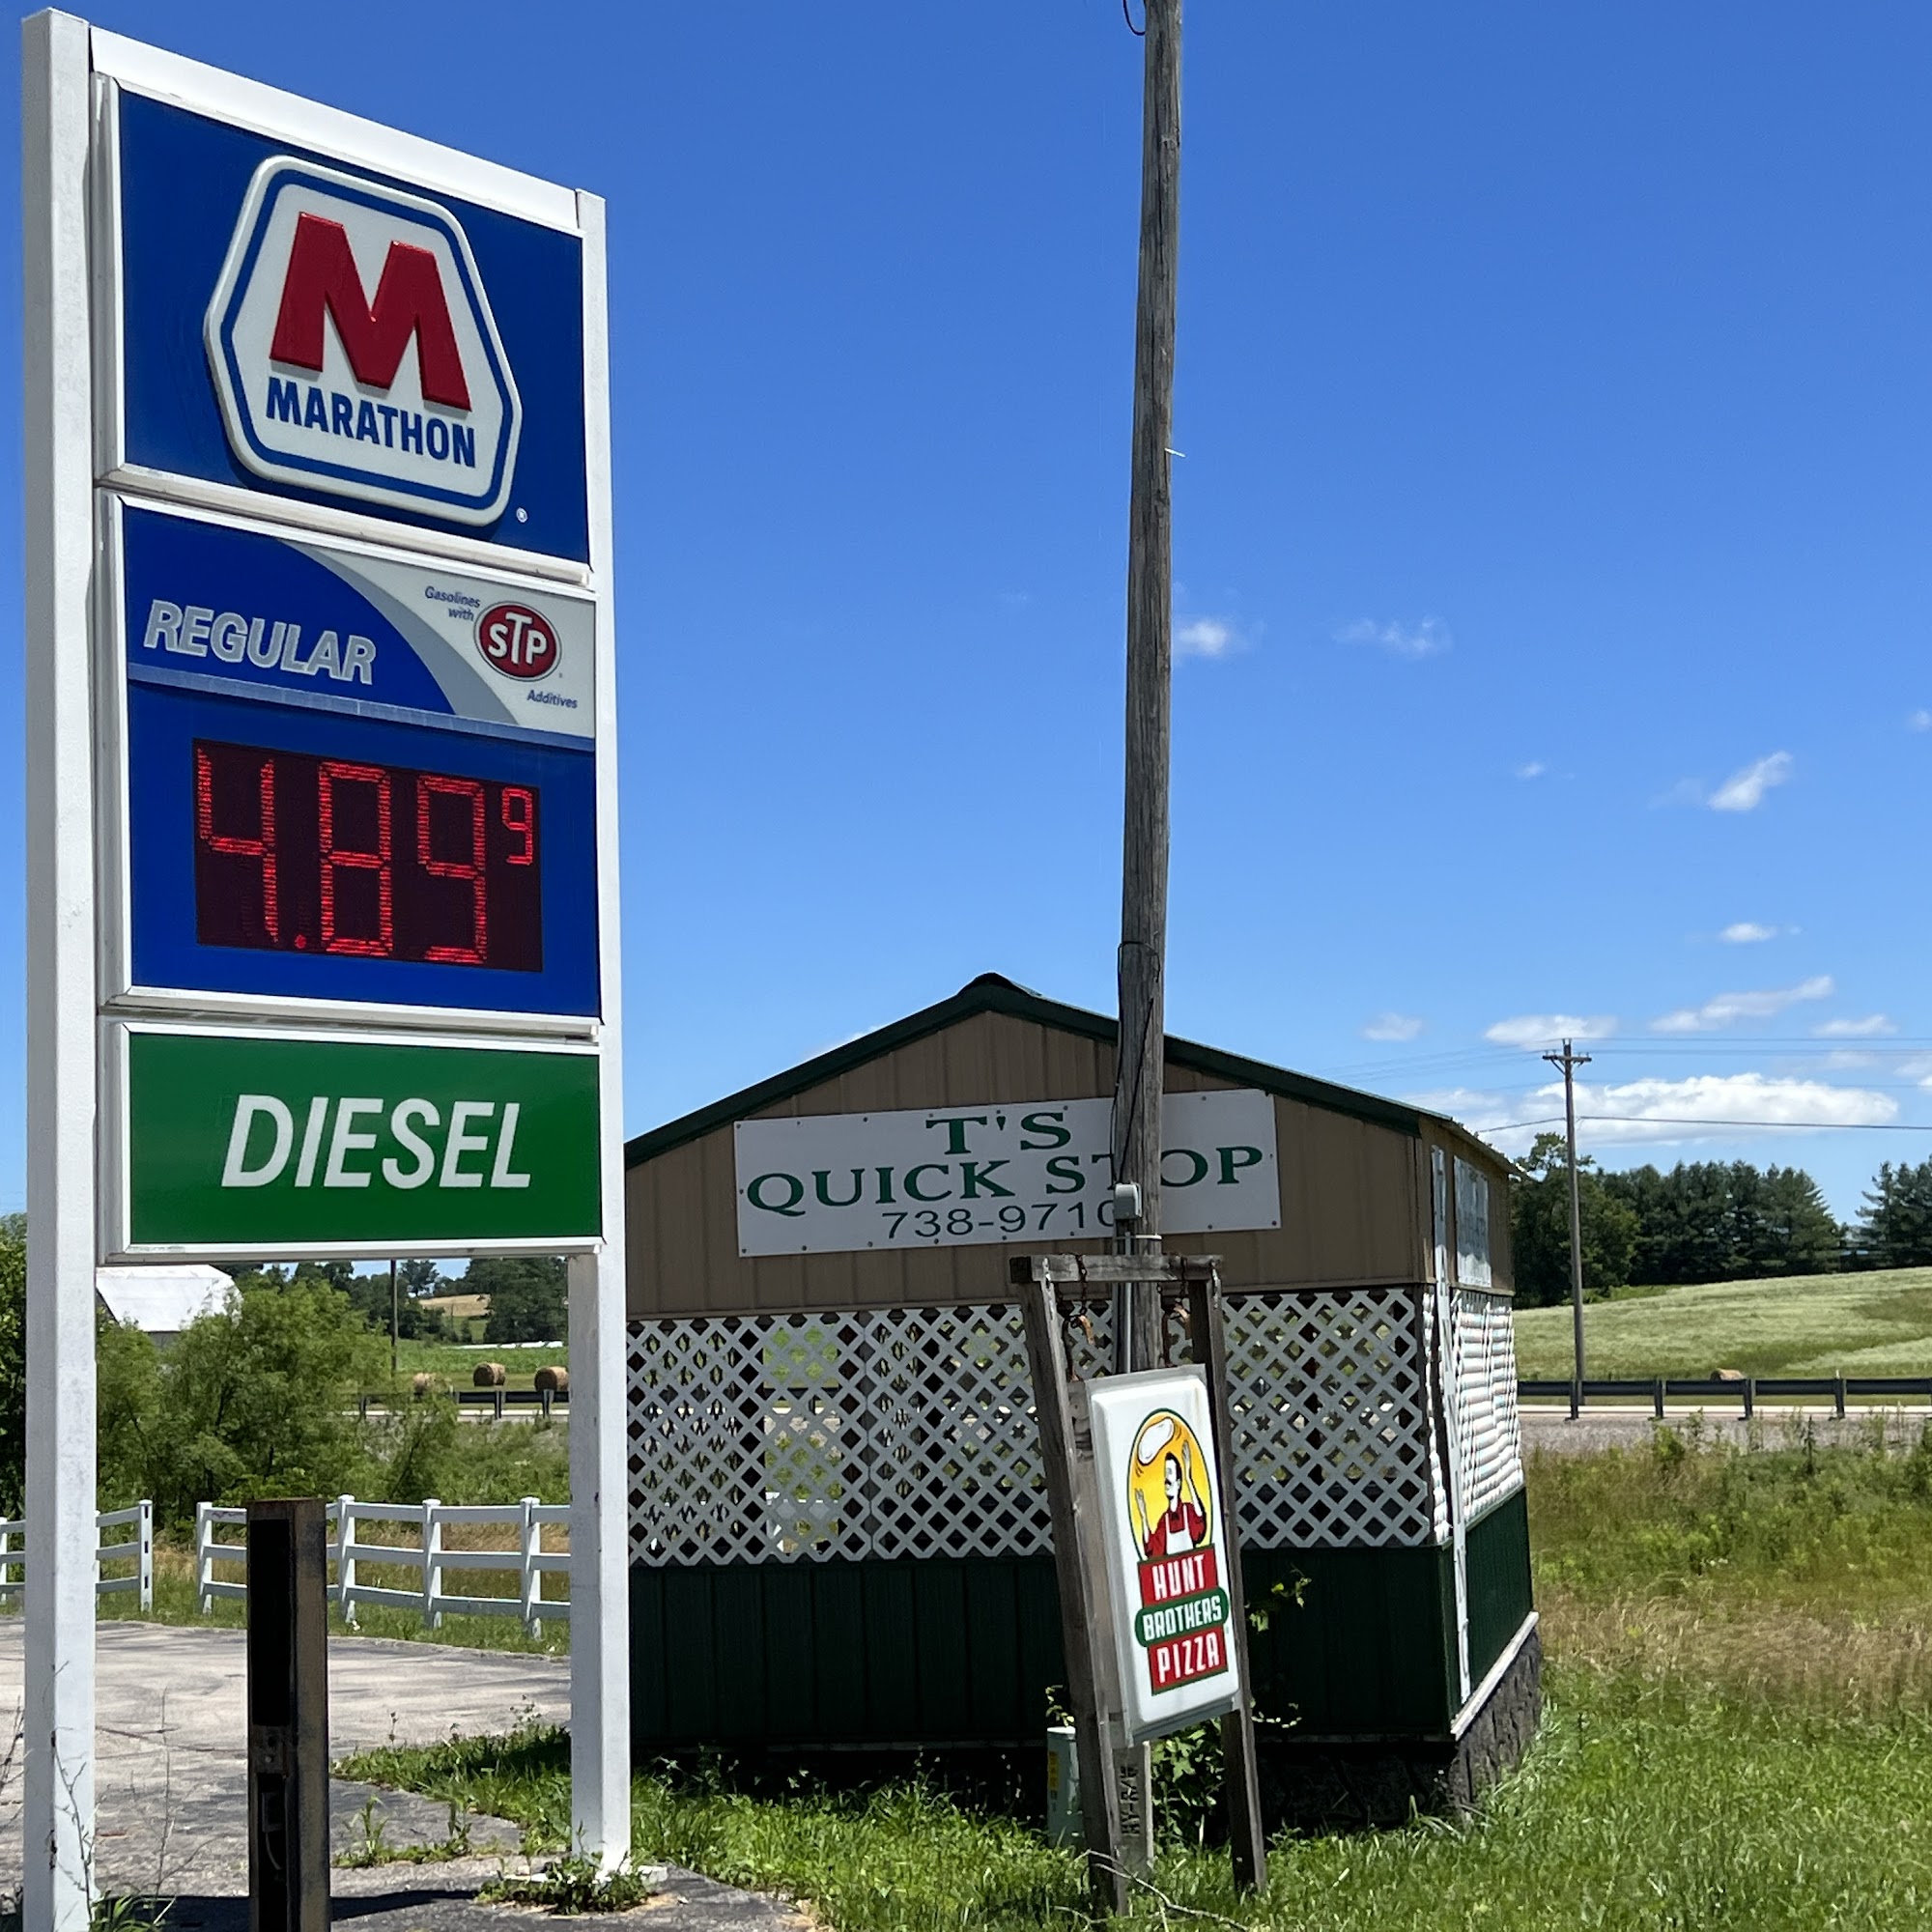 M
MARATHON
®
REGULAR
Gasolines
with
STP
Additives
4.89 9
DIESEL
T'S
QUICK STOP
738-9710
HUNT
BROTHERS
PIZZA